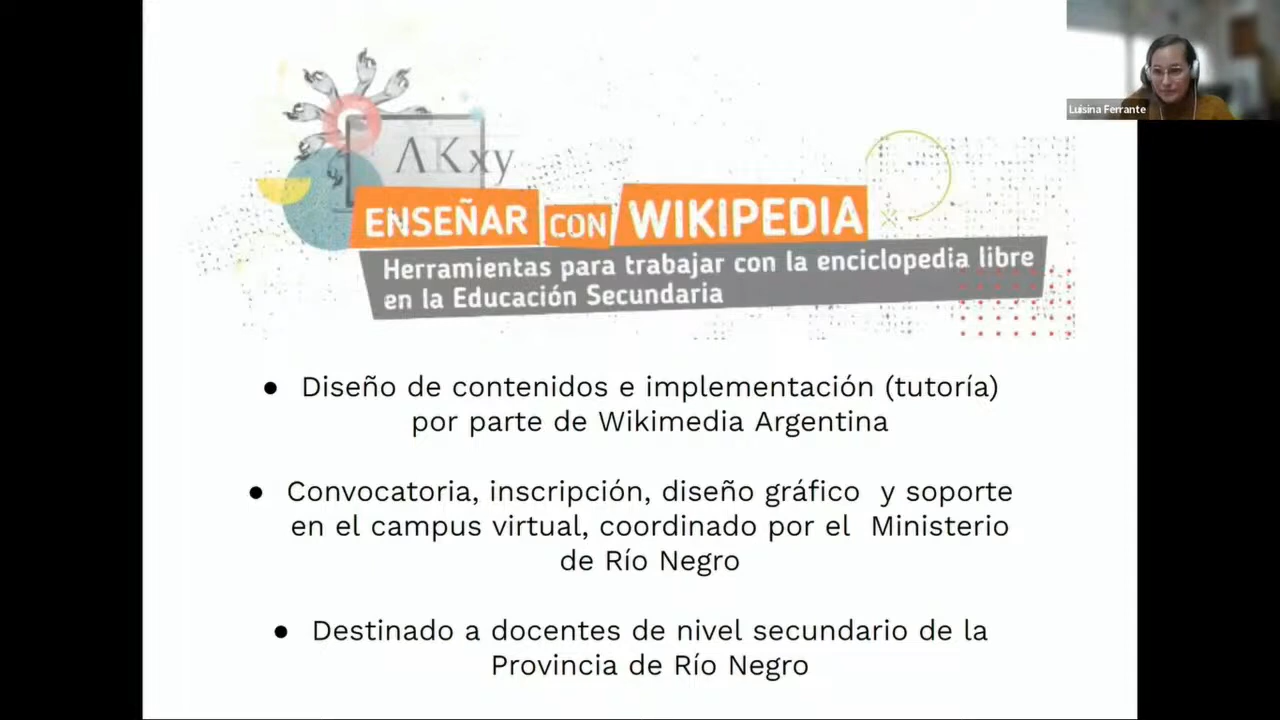 Luisina Ferrante
ΛKxy
ENSEÑAR CON WIKIPEDIA
Herramientas para trabajar con la enciclopedia libre
en la Educación Secundaria
● Diseño de contenidos e implementación (tutoría)
por parte de Wikimedia Argentina
● Convocatoria, inscripción, diseño gráfico y soporte
en el campus virtual, coordinado por el Ministerio
de Río Negro
● Destinado a docentes de nivel secundario de la
Provincia de Río Negro